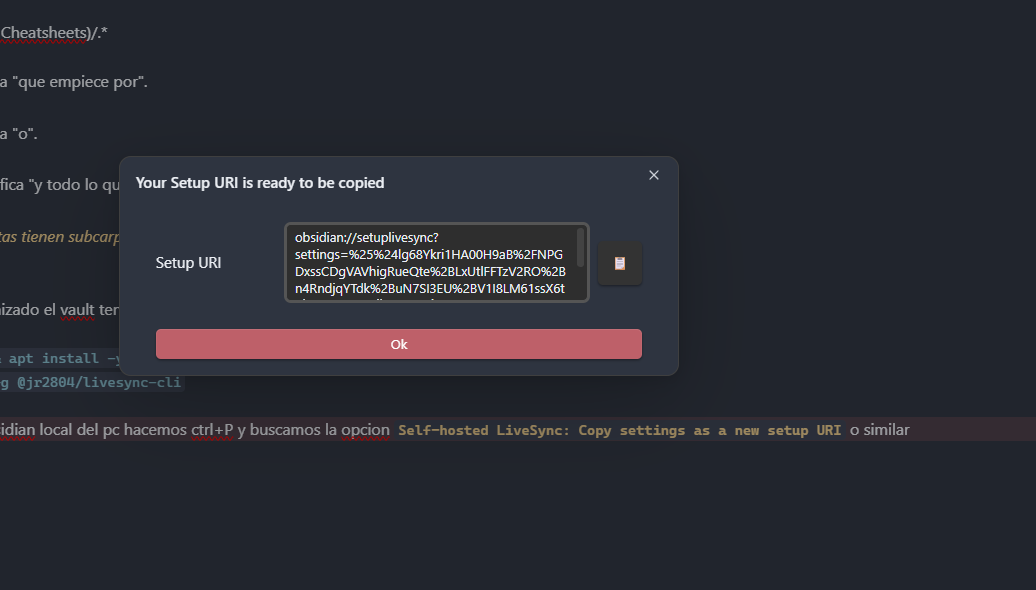 Cheatsheets)/.*
a "que empiece por".
a "o".
fica "y todo lo qu
Your Setup URI is ready to be copied
tas tienen subcarp
Setup URI
obsidian://setuplivesync?
settings=%25%24lg68Ykri1HA00H9aB%2FNPG
DxssCDgVAVhigRueQte%2BLxUtlFFTzV2RO%2B
n4RndjqYTdk%2BuN7SI3EU%2BV1I8LM61ssX6t
izado el vault ten
Ok
apt install -y
g @jr2804/livesync-cli
idian local del pc hacemos ctrl+P y buscamos la opcion Self-hosted LiveSync: Copy settings as a new setup URI o similar